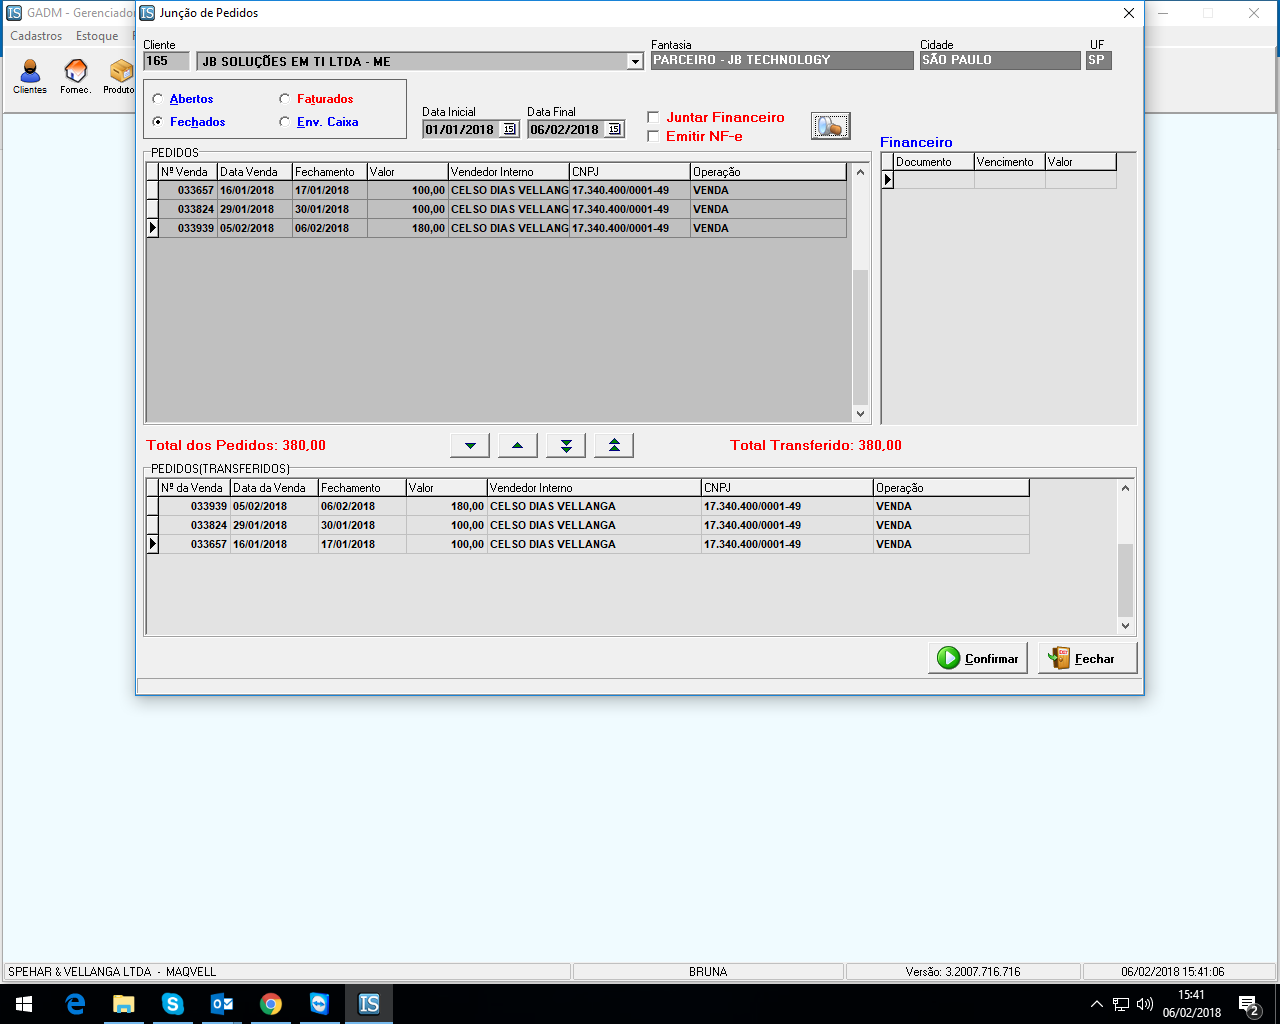 GADM - Gerenciador
Junção de Pedidos
Cadastros Estoque
Clientes Fornec. Produto
Cliente Fantasia Cidade UF
165 JB SOLUÇÕES EM TI LTDA - ME PARCEIRO - JB TECHNOLOGY SÃO PAULO SP
Abertos Faturados
Fechados Env. Caixa
Data Inicial Data Final
01/01/2018 15 06/02/2018 15
Juntar Financeiro
Emitir NF-e
Financeiro
Documento Vencimento Valor
PEDIDOS
Nº Venda Data Venda Fechamento Valor Vendedor Interno CNPJ Operação
033657 16/01/2018 17/01/2018 100,00 CELSO DIAS VELLANG 17.340.400/0001-49 VENDA
033824 29/01/2018 30/01/2018 100,00 CELSO DIAS VELLANG 17.340.400/0001-49 VENDA
033939 05/02/2018 06/02/2018 180,00 CELSO DIAS VELLANG 17.340.400/0001-49 VENDA
Total dos Pedidos: 380,00 Total Transferido: 380,00
PEDIDOS(TRANSFERIDOS)
Nº da Venda Data da Venda Fechamento Valor Vendedor Interno CNPJ Operação
033939 05/02/2018 06/02/2018 180,00 CELSO DIAS VELLANGA 17.340.400/0001-49 VENDA
033824 29/01/2018 30/01/2018 100,00 CELSO DIAS VELLANGA 17.340.400/0001-49 VENDA
033657 16/01/2018 17/01/2018 100,00 CELSO DIAS VELLANGA 17.340.400/0001-49 VENDA
Confirmar Fechar
SPEHAR & VELLANGA LTDA - MAQVELL BRUNA Versão: 3.2007.716.716 06/02/2018 15:41:06
IS
15:41
06/02/2018
2